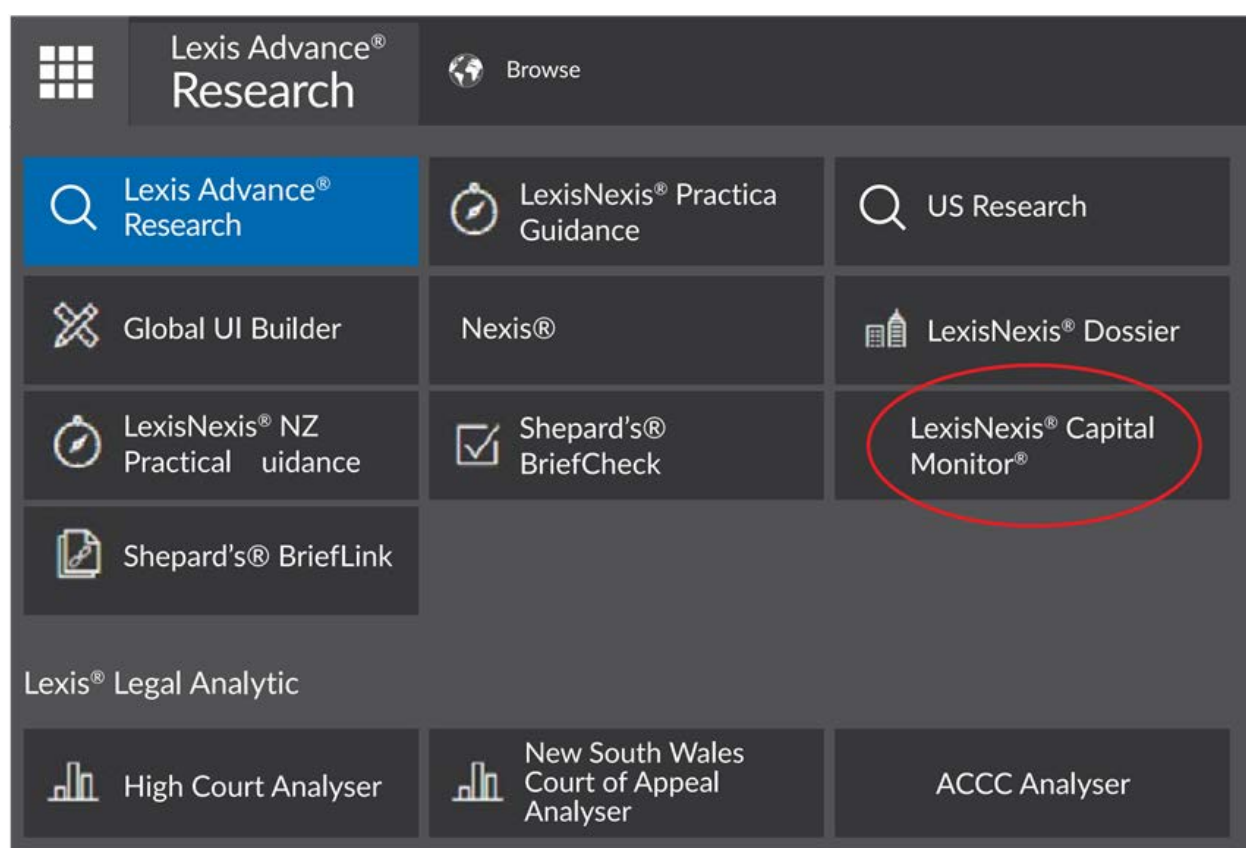 Lexis Advance®
Research
Browse
Lexis Advance®
Research
LexisNexis® Practica
Guidance
US Research
Global UI Builder
Nexis®
LexisNexis® Dossier
LexisNexis® NZ
Practical uidance
Shepard's®
BriefCheck
LexisNexis® Capital
Monitor®
Shepard's® BriefLink
Lexis® Legal Analytic
High Court Analyser
New South Wales
Court of Appeal
Analyser
ACCC Analyser